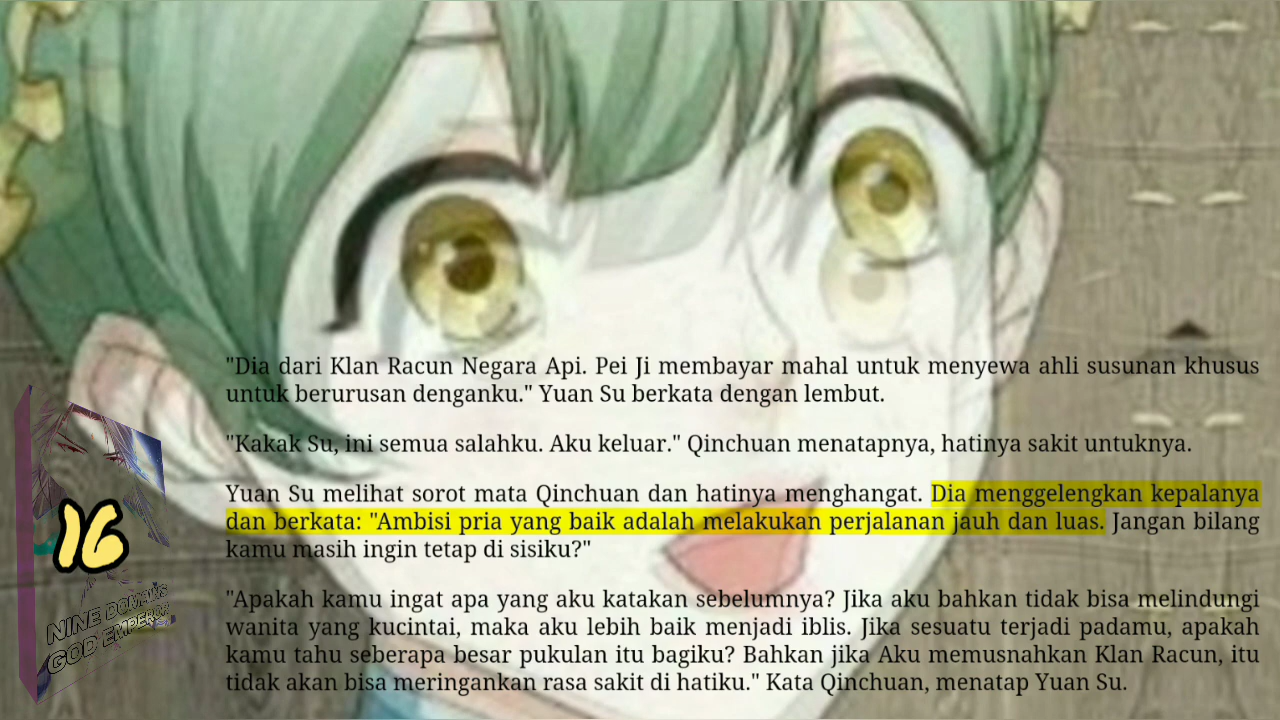 "Dia dari Klan Racun Negara Api. Pei Ji membayar mahal untuk menyewa ahli susunan khusus
untuk berurusan denganku." Yuan Su berkata dengan lembut.
"Kakak Su, ini semua salahku. Aku keluar." Qinchuan menatapnya, hatinya sakit untuknya.
Yuan Su melihat sorot mata Qinchuan dan hatinya menghangat. Dia menggelengkan kepalanya
dan berkata: "Ambisi pria yang baik adalah melakukan perjalanan jauh dan luas. Jangan bilang
kamu masih ingin tetap di sisiku?"
"Apakah kamu ingat apa yang aku katakan sebelumnya? Jika aku bahkan tidak bisa melindungi
wanita yang kucintai, maka aku lebih baik menjadi iblis. Jika sesuatu terjadi padamu, apakah
kamu tahu seberapa besar pukulan itu bagiku? Bahkan jika Aku memusnahkan Klan Racun, itu
tidak akan bisa meringankan rasa sakit di hatiku." Kata Qinchuan, menatap Yuan Su.
16
NINE DOMAINS
GOD EMPEROR